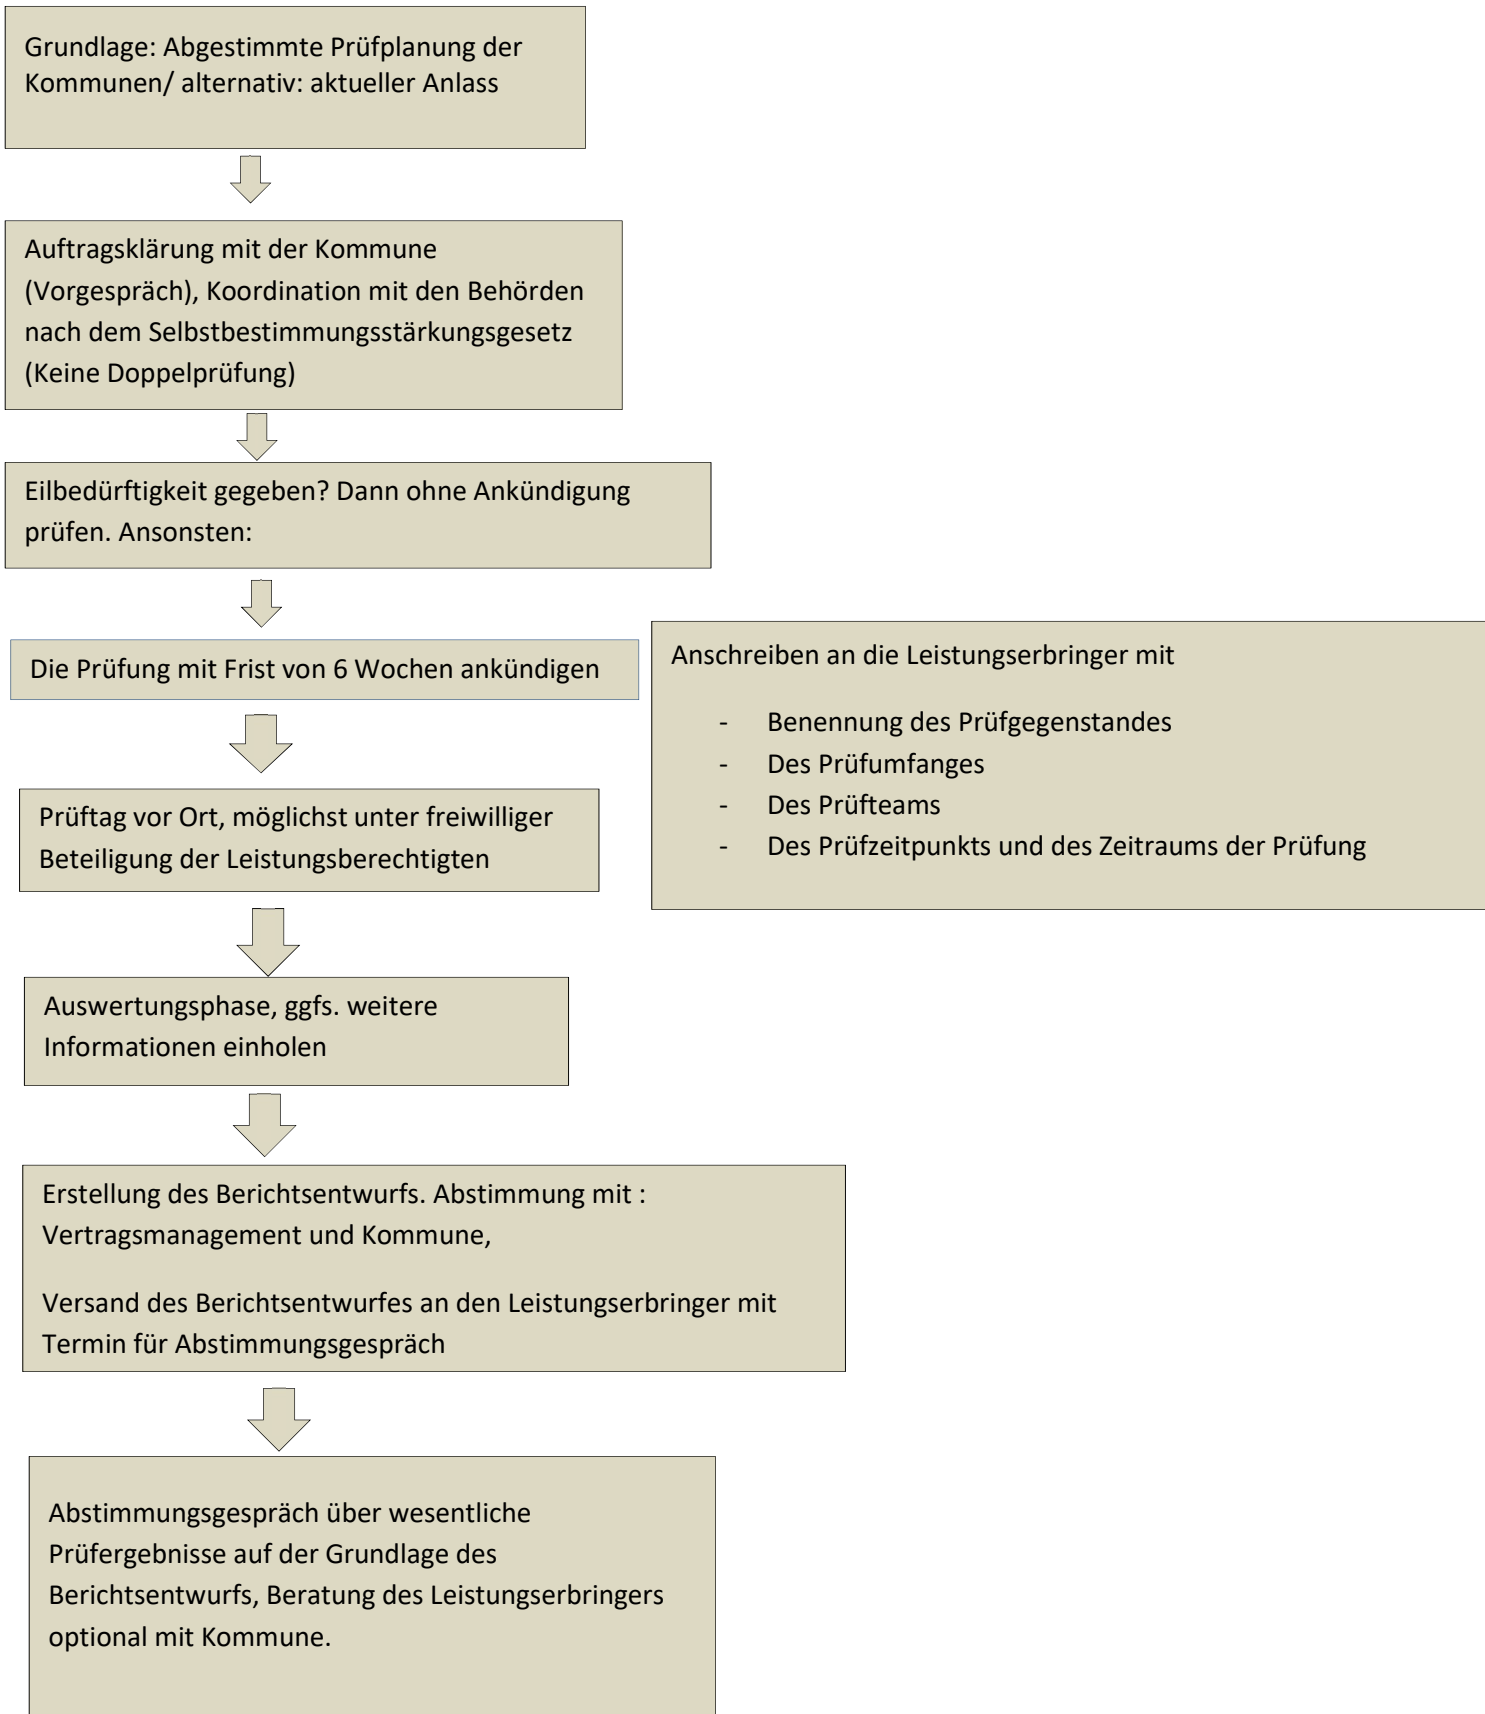 Grundlage: Abgestimmte Prüfplanung der
Kommunen/ alternativ: aktueller Anlass
Auftragsklärung mit der Kommune
(Vorgespräch), Koordination mit den Behörden
nach dem Selbstbestimmungsstärkungsgesetz
(Keine Doppelprüfung)
Eilbedürftigkeit gegeben? Dann ohne Ankündigung
prüfen. Ansonsten:
Die Prüfung mit Frist von 6 Wochen ankündigen
Anschreiben an die Leistungserbringer mit
- Benennung des Prüfgegenstandes
- Des Prüfumfanges
- Des Prüfteams
- Des Prüfzeitpunkts und des Zeitraums der Prüfung
Prüftag vor Ort, möglichst unter freiwilliger
Beteiligung der Leistungsberechtigten
Auswertungsphase, ggfs. weitere
Informationen einholen
Erstellung des Berichtsentwurfs. Abstimmung mit :
Vertragsmanagement und Kommune,
Versand des Berichtsentwurfes an den Leistungserbringer mit
Termin für Abstimmungsgespräch
Abstimmungsgespräch über wesentliche
Prüfergebnisse auf der Grundlage des
Berichtsentwurfs, Beratung des Leistungserbringers
optional mit Kommune.